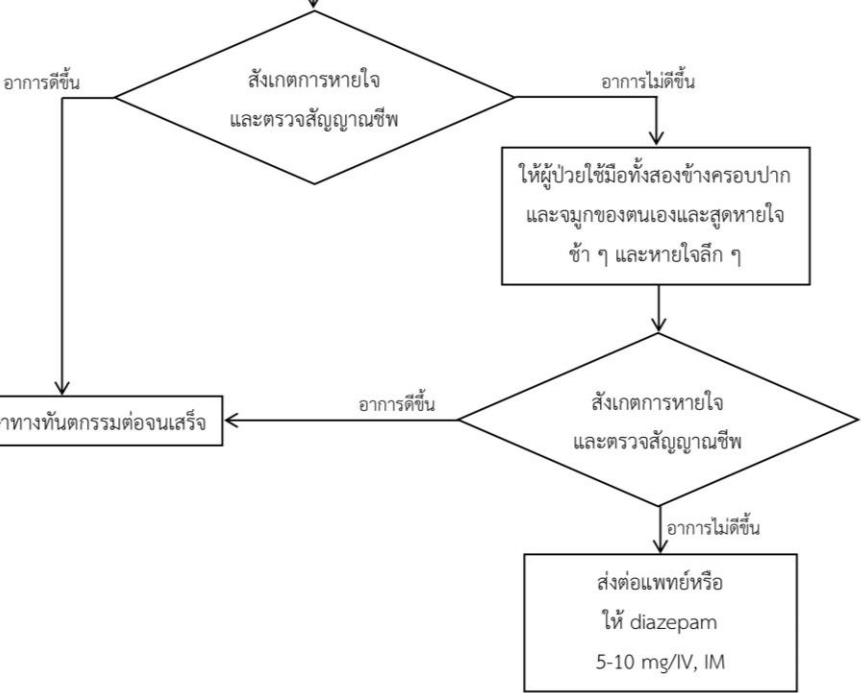 สังเกตการหายใจ
และตรวจสัญญาณชีพ
อาการดีขึ้น
อาการไม่ดีขึ้น
ให้ผู้ป่วยใช้มือทั้งสองข้างครอบปาก
และจมูกของตนเองและสูดหายใจ
ช้า ๆ และหายใจลึก ๆ
สังเกตการหายใจ
และตรวจสัญญาณชีพ
อาการดีขึ้น
าทางทันตกรรมต่อจนเสร็จ
อาการไม่ดีขึ้น
ส่งต่อแพทย์หรือ
ให้ diazepam
5-10 mg/IV, IM